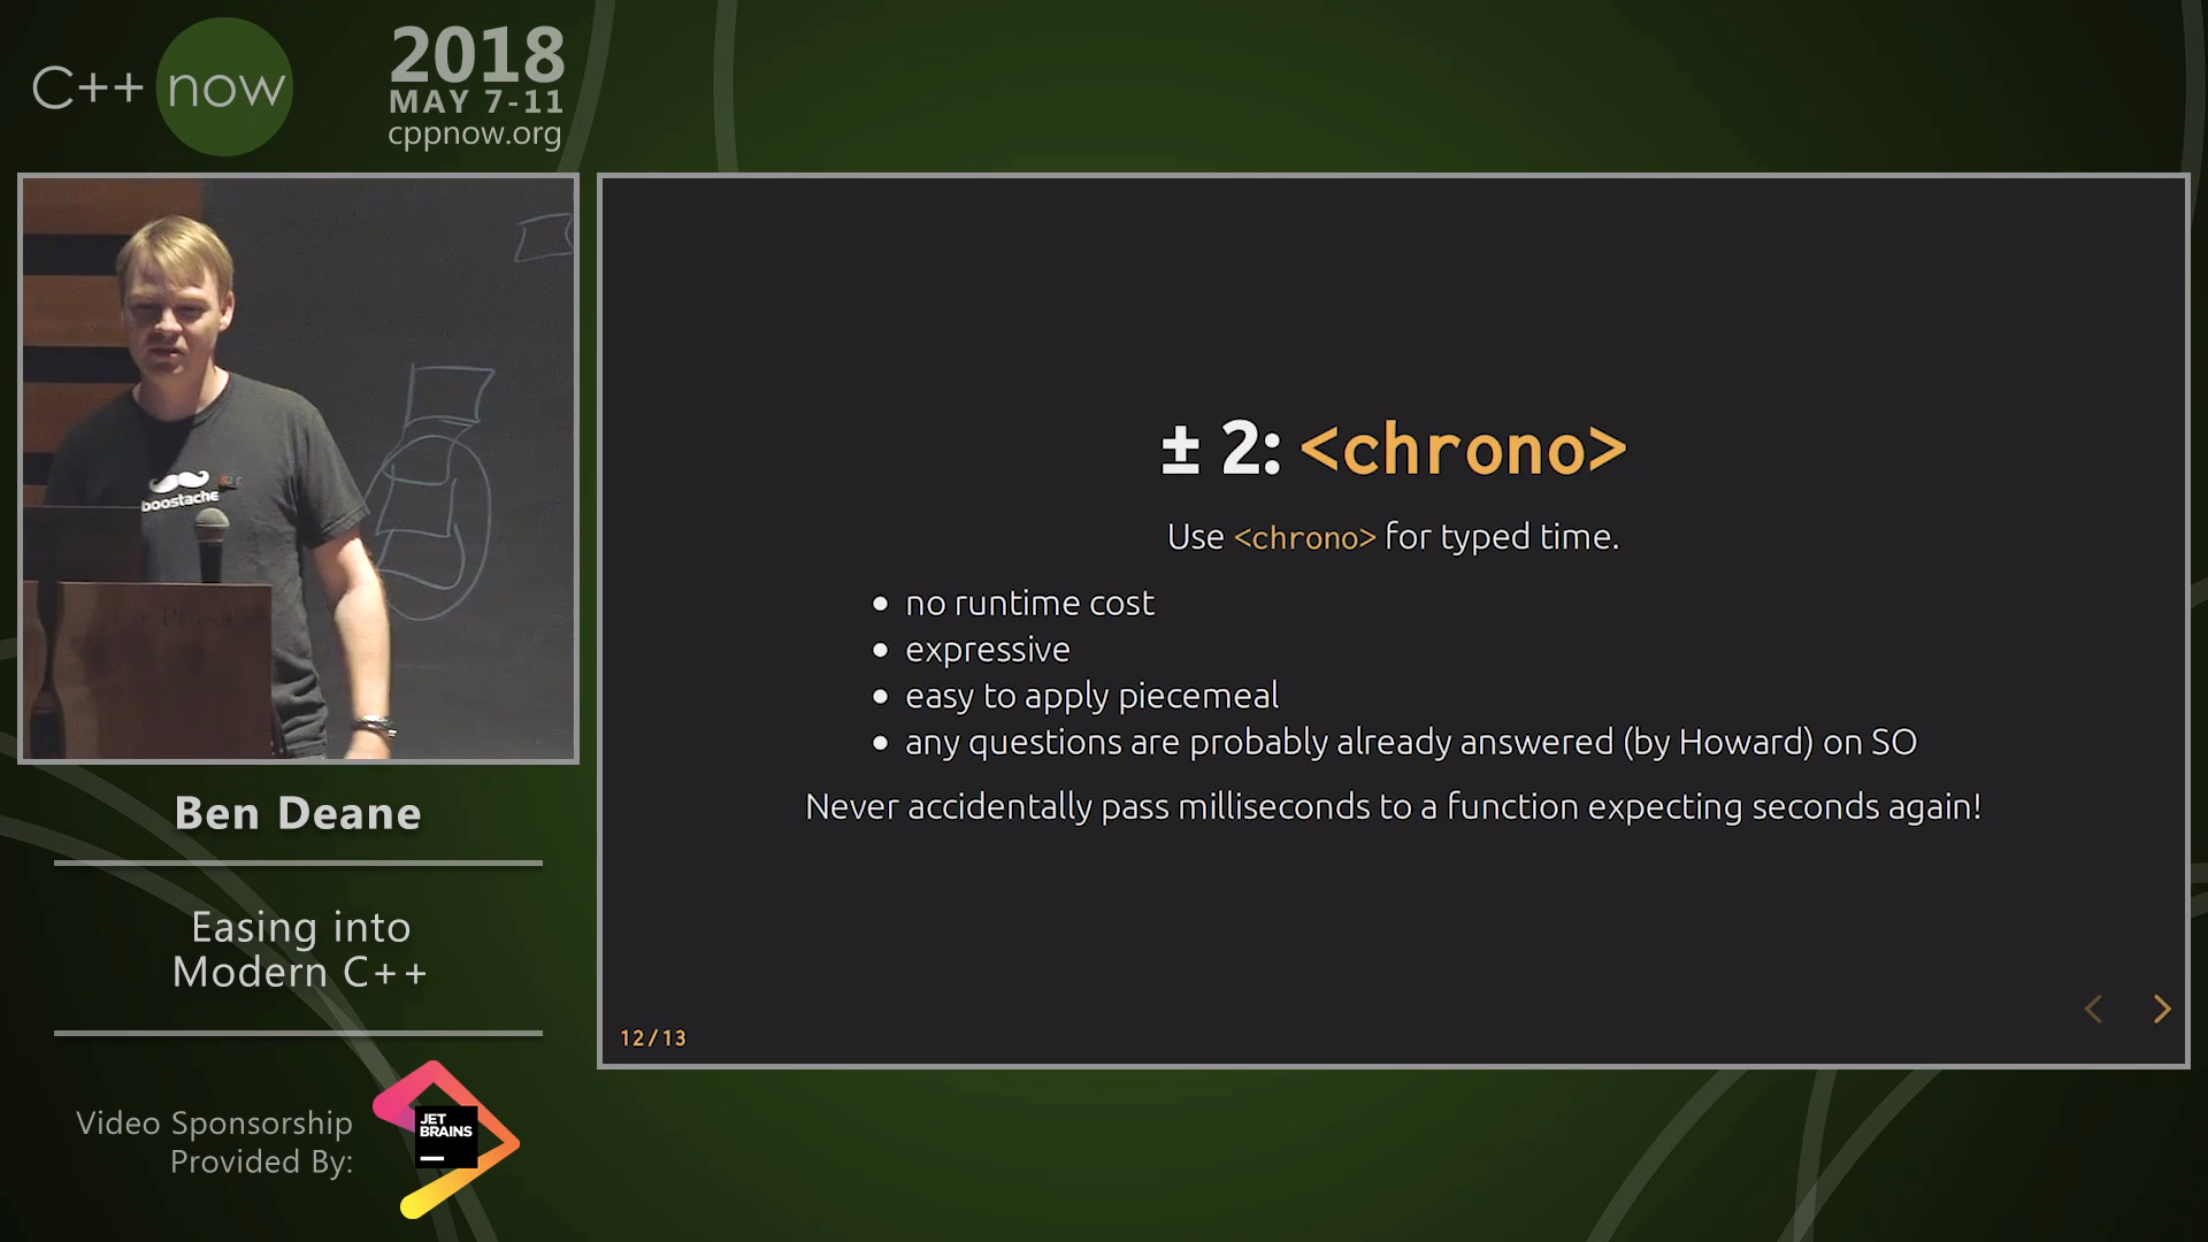 C++ now
2018
MAY 7-11
cppnow.org
boostache
Ben Deane
Easing into
Modern C++
Video Sponsorship
Provided By:
JET
BRAINS
± 2: <chrono>
Use <chrono> for typed time.
• no runtime cost
• expressive
• easy to apply piecemeal
• any questions are probably already answered (by Howard) on SO
Never accidentally pass milliseconds to a function expecting seconds again!
12/13